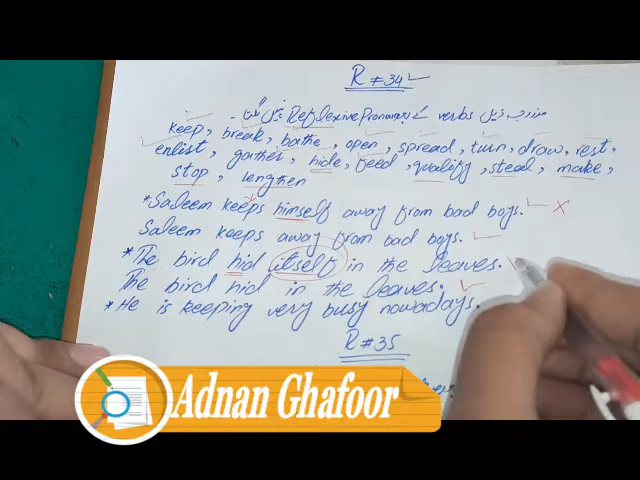 R #34
مندرجہ ذیل verbs کے Reflexive Pronoun نہیں
keep, break, bathe, open, spread, turn, draw, rest,
enlist, gather, hide, feed, qualify, steal, make,
stop, lengthen
*Saleem keeps himself away from bad boys.
Saleem keeps away from bad boys.
*The bird hid itself in the leaves.
The bird hid in the leaves.
*He is keeping very busy nowadays.
R #35
Adnan Ghafoor